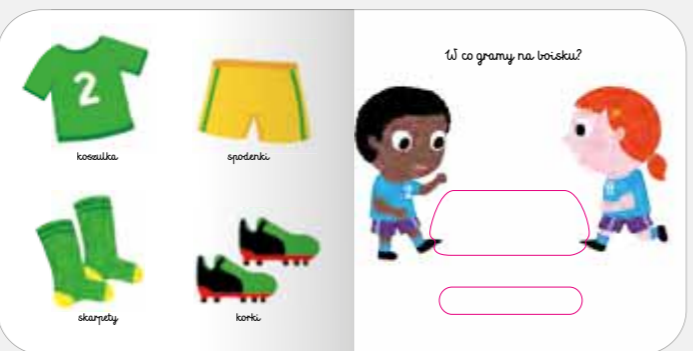 2
koszulka
spodenki
skarpety
korki
W co gramy na boisku?